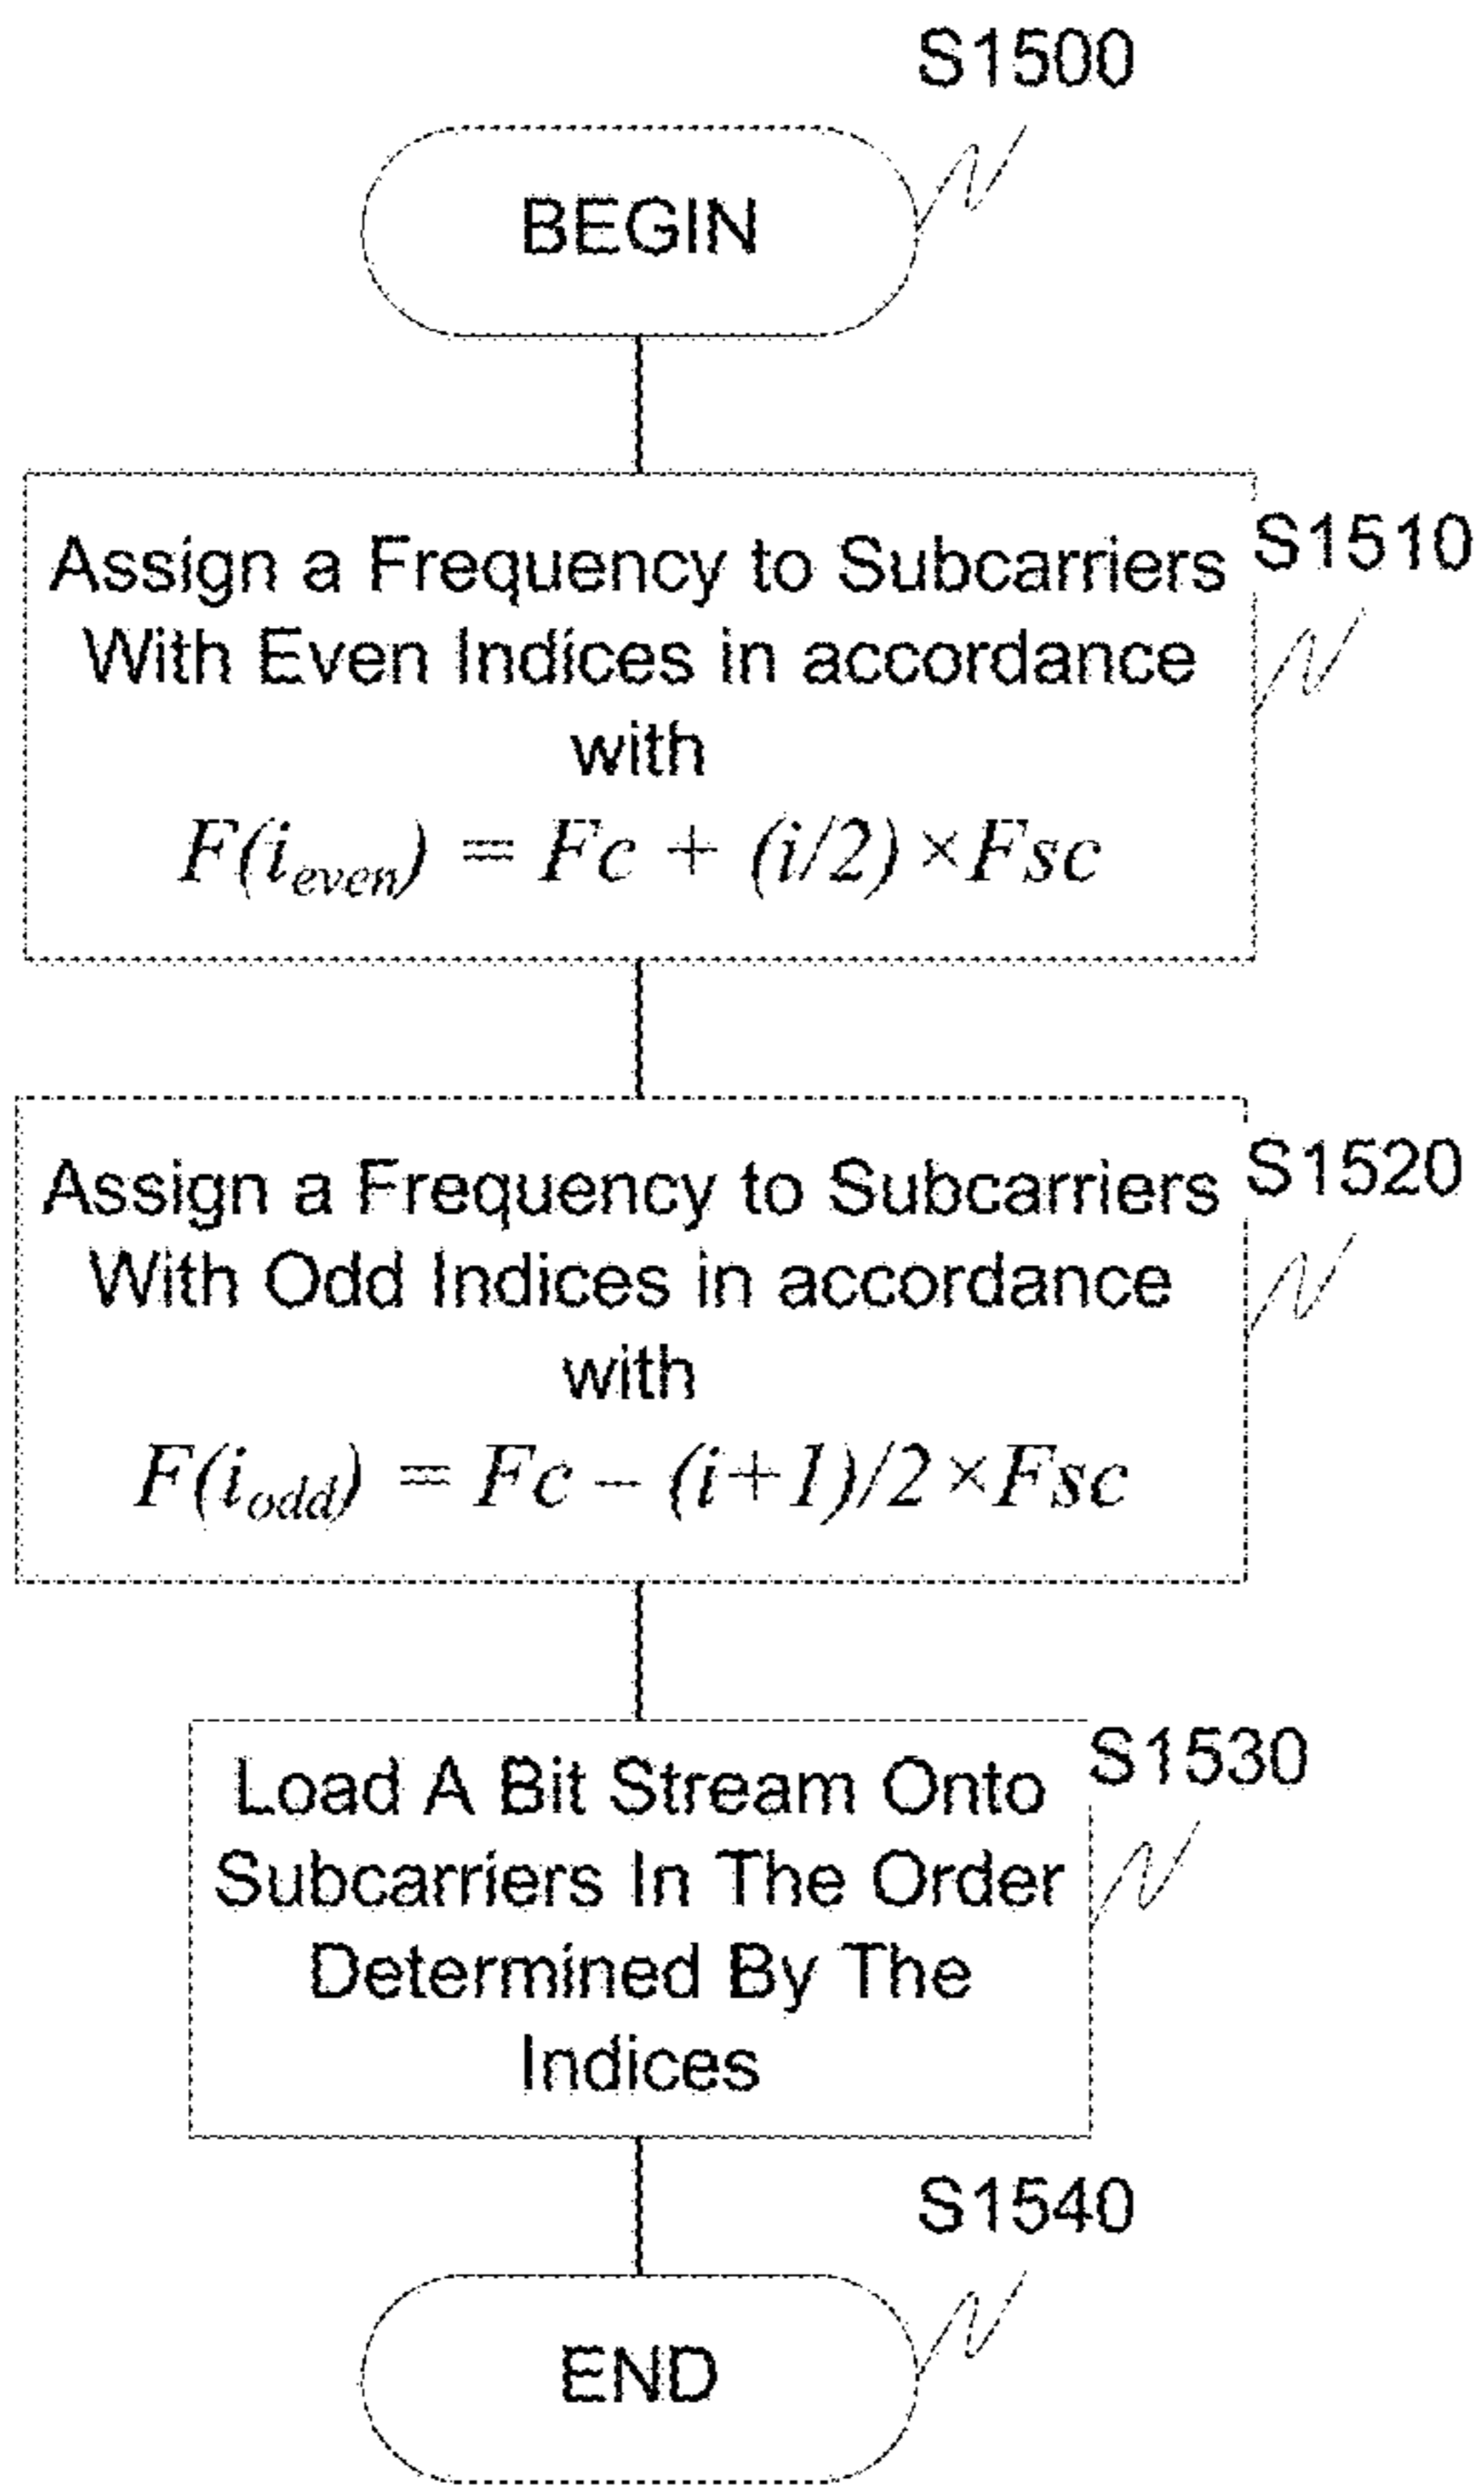 S1500
BEGIN
Assign a Frequency to Subcarriers
With Even Indices in accordance
with
F(i_even) = Fc + (i/2)×Fsc
S1510
Assign a Frequency to Subcarriers
With Odd Indices in accordance
with
F(i_odd) = Fc – (i+1)/2×Fsc
S1520
Load A Bit Stream Onto
Subcarriers In The Order
Determined By The
Indices
S1530
S1540
END